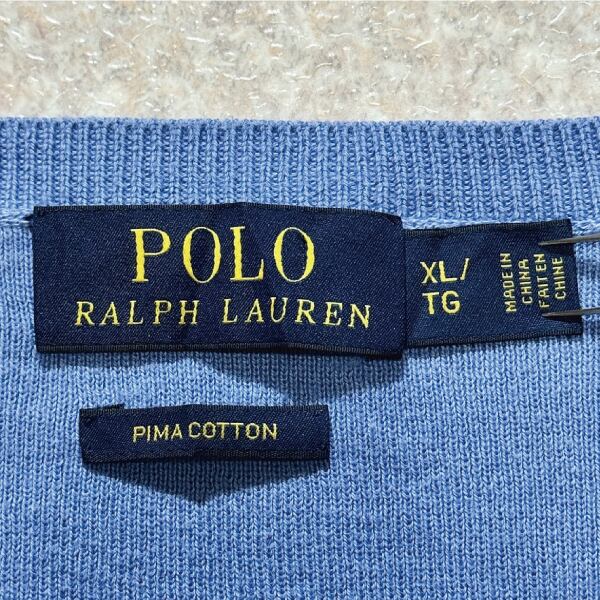 POLO
RALPH LAUREN
XL/
TG
MADE IN
CHINA
FAIT EN
CHINE
PIMA COTTON